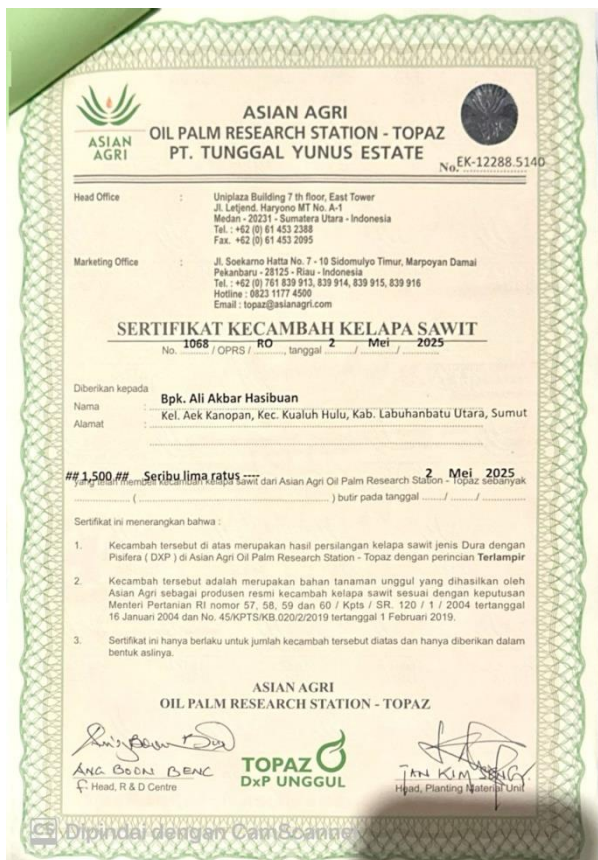 ASIAN AGRI
ASIAN AGRI
OIL PALM RESEARCH STATION - TOPAZ
PT. TUNGGAL YUNUS ESTATE
No. EK-12288.5140
Head Office : Uniplaza Building 7 th floor, East Tower
Jl. Letjend. Haryono MT No. A-1
Medan - 20231 - Sumatera Utara - Indonesia
Tel. : +62 (0) 61 453 2388
Fax. +62 (0) 61 453 2095
Marketing Office : Jl. Soekarno Hatta No. 7 - 10 Sidomulyo Timur, Marpoyan Damai
Pekanbaru - 28125 - Riau - Indonesia
Tel. : +62 (0) 761 839 913, 839 914, 839 915, 839 916
Hotline : 0823 1177 4500
Email : topaz@asianagri.com
SERTIFIKAT KECAMBAH KELAPA SAWIT
No. 1068 / OPRS / RO, tanggal 2 / Mei / 2025
Diberikan kepada
Nama : Bpk. Ali Akbar Hasibuan
Alamat : Kel. Aek Kanopan, Kec. Kualuh Hulu, Kab. Labuhanbatu Utara, Sumut
## 1,500 ## Seribu lima ratus ---- 2 Mei 2025
yang telah membeli kecambah kelapa sawit dari Asian Agri Oil Palm Research Station - Topaz sebanyak
( ) butir pada tanggal / /
Sertifikat ini menerangkan bahwa :
1. Kecambah tersebut di atas merupakan hasil persilangan kelapa sawit jenis Dura dengan
Pisifera ( DXP ) di Asian Agri Oil Palm Research Station - Topaz dengan perincian Terlampir
2. Kecambah tersebut adalah merupakan bahan tanaman unggul yang dihasilkan oleh
Asian Agri sebagai produsen resmi kecambah kelapa sawit sesuai dengan keputusan
Menteri Pertanian RI nomor 57, 58, 59 dan 60 / Kpts / SR. 120 / 1 / 2004 tertanggal
16 Januari 2004 dan No. 45/KPTS/KB.020/2/2019 tertanggal 1 Februari 2019.
3. Sertifikat ini hanya berlaku untuk jumlah kecambah tersebut diatas dan hanya diberikan dalam
bentuk aslinya.
ASIAN AGRI
OIL PALM RESEARCH STATION - TOPAZ
ANG BOON BENG
f. Head, R & D Centre
TOPAZ
DxP UNGGUL
TAN KIM SENG
Head, Planting Material Unit
CS Dipindai dengan CamScanner